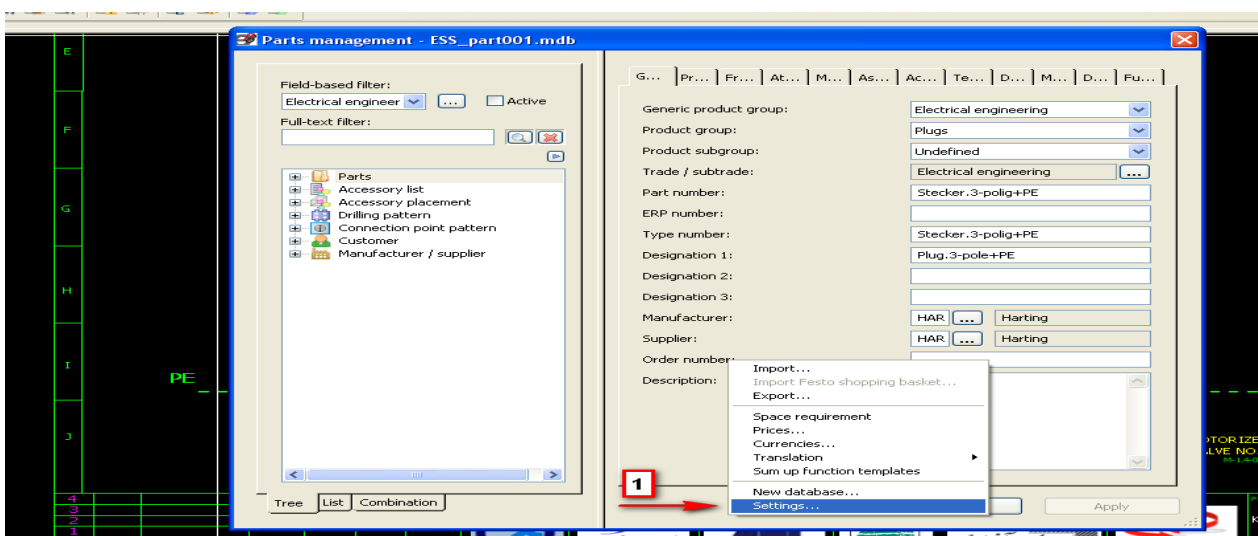 Parts management - ESS_part001.mdb
E
F
G
H
I
J
4
3
2
1
PE
Field-based filter:
Electrical engineer
...
Active
Full-text filter:
Parts
Accessory list
Accessory placement
Drilling pattern
Connection point pattern
Customer
Manufacturer / supplier
Tree
List
Combination
G... Pr... Fr... At... M... As... Ac... Te... D... M... D... Fu...
Generic product group: Electrical engineering
Product group: Plugs
Product subgroup: Undefined
Trade / subtrade: Electrical engineering ...
Part number: Stecker.3-polig+PE
ERP number:
Type number: Stecker.3-polig+PE
Designation 1: Plug.3-pole+PE
Designation 2:
Designation 3:
Manufacturer: HAR ... Harting
Supplier: HAR ... Harting
Order number:
Description:
Import...
Import Festo shopping basket...
Export...
Space requirement
Prices...
Currencies...
Translation
Sum up function templates
New database...
Settings...
1
Apply
TORIZE
LVE NO.
K